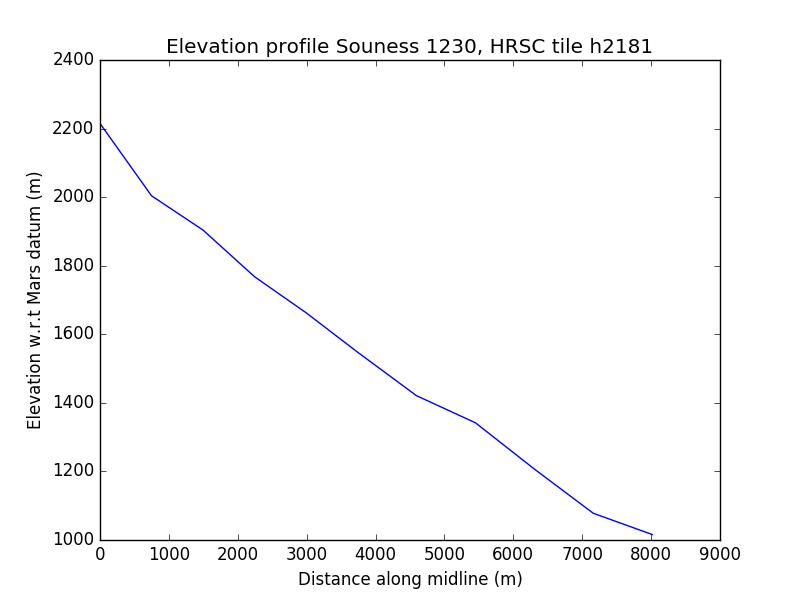 Elevation profile Souness 1230, HRSC tile h2181
2400
2200
2000
1800
1600
1400
1200
1000
Elevation w.r.t Mars datum (m)
0 1000 2000 3000 4000 5000 6000 7000 8000 9000
Distance along midline (m)